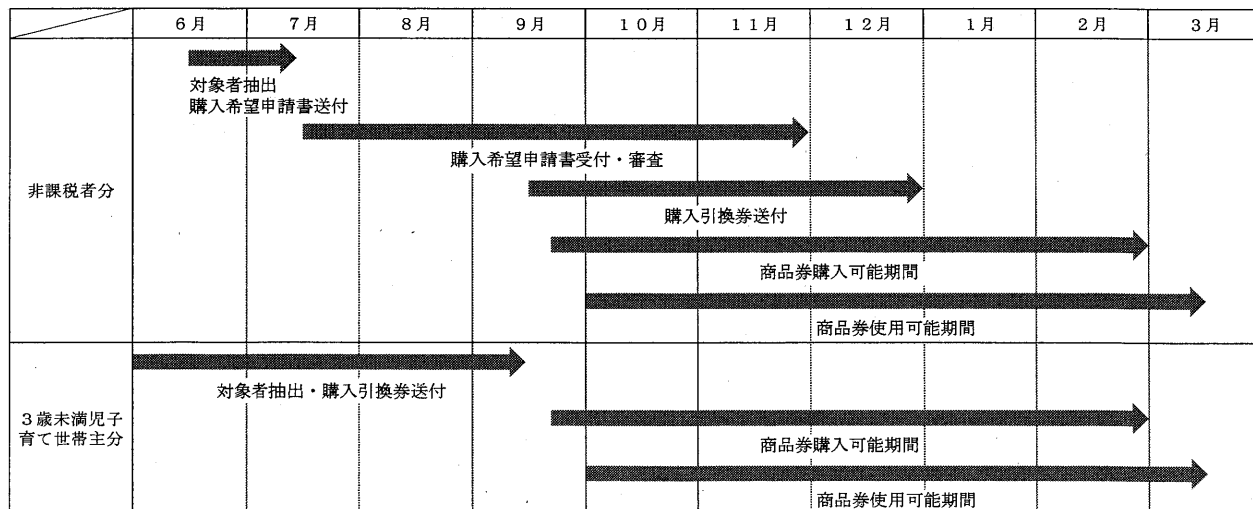 6月 7月 8月 9月 10月 11月 12月 1月 2月 3月
非課税者分
対象者抽出
購入希望申請書送付
購入希望申請書受付・審査
購入引換券送付
商品券購入可能期間
商品券使用可能期間
3歳未満児子
育て世帯主分
対象者抽出・購入引換券送付
商品券購入可能期間
商品券使用可能期間